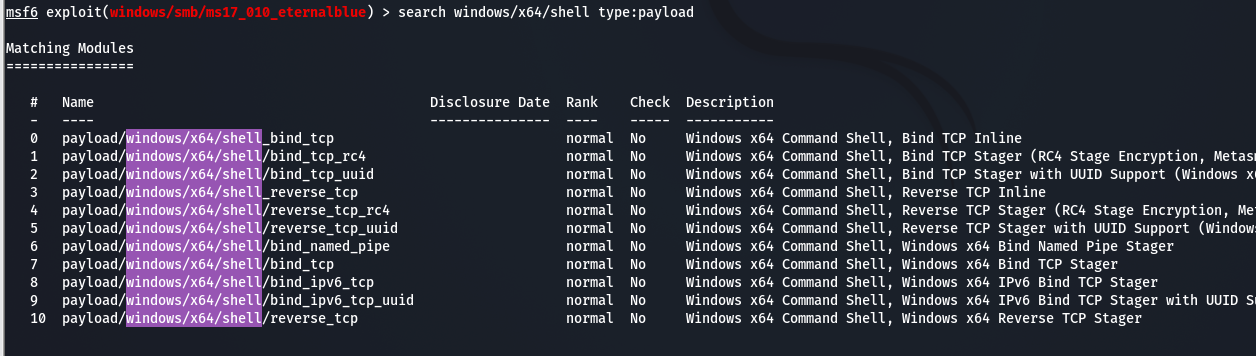 msf6 exploit(windows/smb/ms17_010_eternalblue) > search windows/x64/shell type:payload
Matching Modules
================
# Name Disclosure Date Rank Check Description
- ---- --------------- ---- ----- -----------
0 payload/windows/x64/shell_bind_tcp normal No Windows x64 Command Shell, Bind TCP Inline
1 payload/windows/x64/shell/bind_tcp_rc4 normal No Windows x64 Command Shell, Bind TCP Stager (RC4 Stage Encryption, Metasm
2 payload/windows/x64/shell/bind_tcp_uuid normal No Windows x64 Command Shell, Bind TCP Stager with UUID Support (Windows x6
3 payload/windows/x64/shell_reverse_tcp normal No Windows x64 Command Shell, Reverse TCP Inline
4 payload/windows/x64/shell/reverse_tcp_rc4 normal No Windows x64 Command Shell, Reverse TCP Stager (RC4 Stage Encryption, Met
5 payload/windows/x64/shell/reverse_tcp_uuid normal No Windows x64 Command Shell, Reverse TCP Stager with UUID Support (Windows
6 payload/windows/x64/shell/bind_named_pipe normal No Windows x64 Command Shell, Windows x64 Bind Named Pipe Stager
7 payload/windows/x64/shell/bind_tcp normal No Windows x64 Command Shell, Windows x64 Bind TCP Stager
8 payload/windows/x64/shell/bind_ipv6_tcp normal No Windows x64 Command Shell, Windows x64 IPv6 Bind TCP Stager
9 payload/windows/x64/shell/bind_ipv6_tcp_uuid normal No Windows x64 Command Shell, Windows x64 IPv6 Bind TCP Stager with UUID Su
10 payload/windows/x64/shell/reverse_tcp normal No Windows x64 Command Shell, Windows x64 Reverse TCP Stager